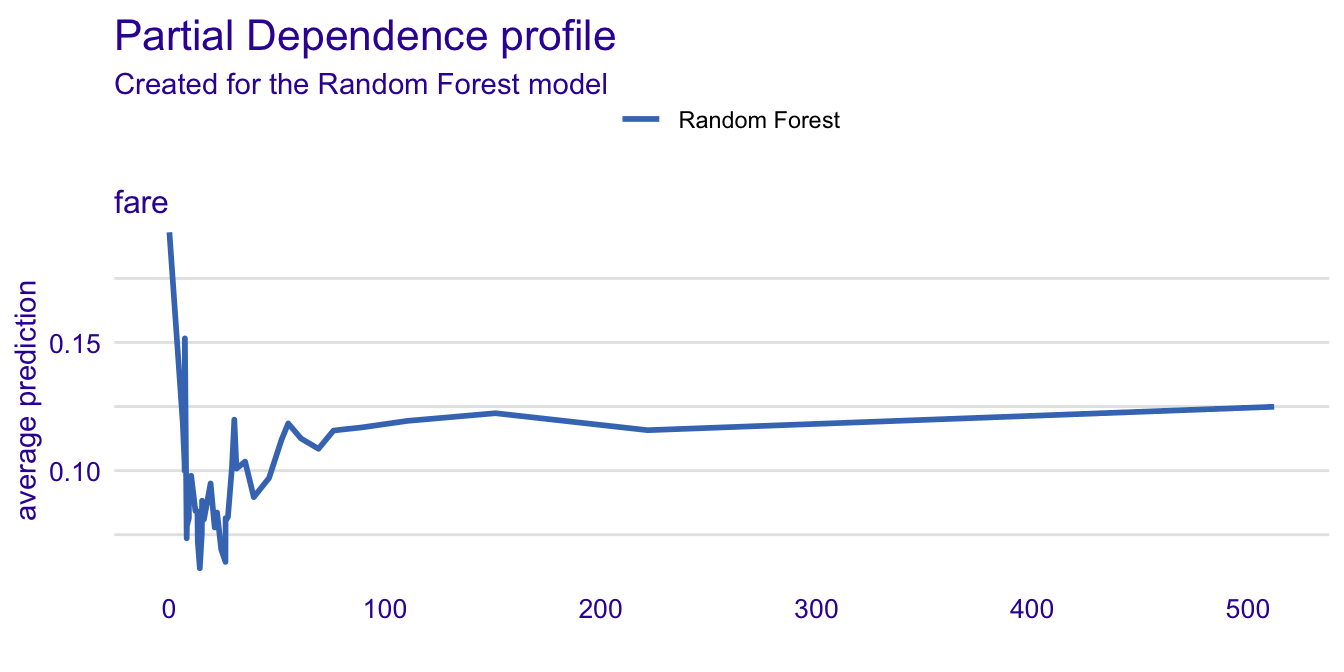 Partial Dependence profile
Created for the Random Forest model
Random Forest
fare
average prediction
0.15
0.10
0 100 200 300 400 500